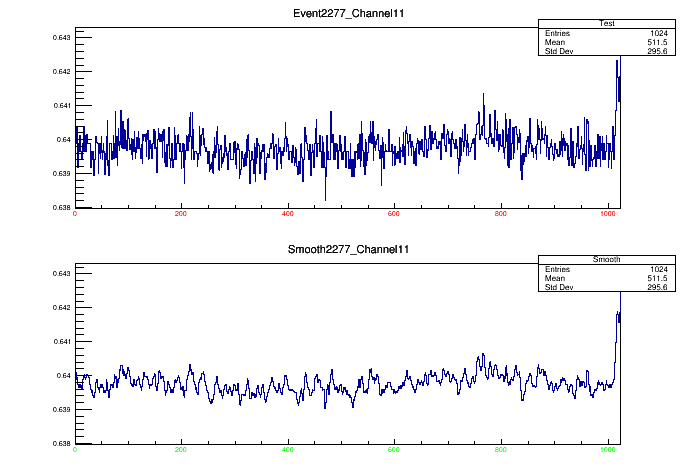 Event2277_Channel11
Test
Entries 1024
Mean 511.5
Std Dev 295.6
0.643
0.642
0.641
0.64
0.639
0.638
0 200 400 600 800 1000
Smooth2277_Channel11
Smooth
Entries 1024
Mean 511.5
Std Dev 295.6
0.643
0.642
0.641
0.64
0.639
0.638
0 200 400 600 800 1000